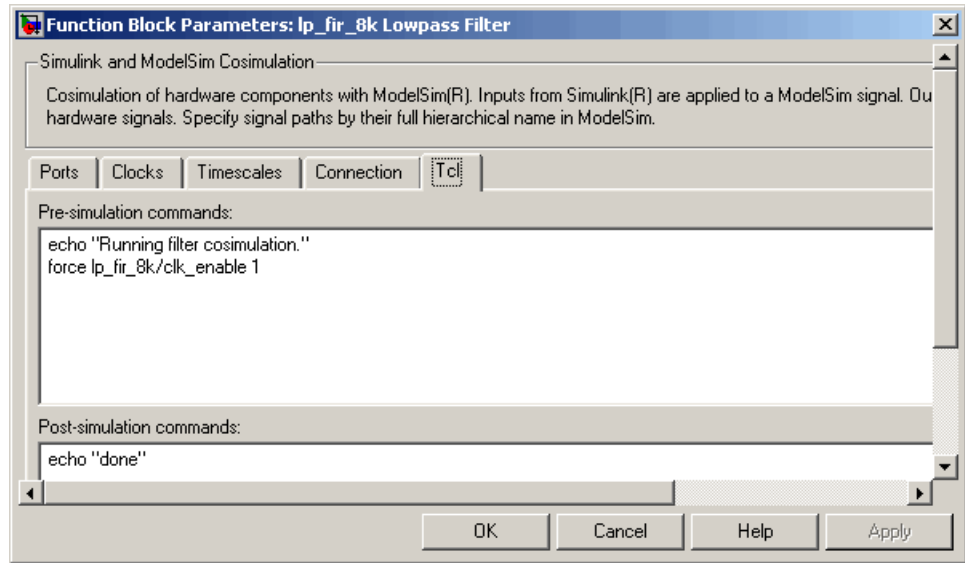 Function Block Parameters: lp_fir_8k Lowpass Filter
Simulink and ModelSim Cosimulation
Cosimulation of hardware components with ModelSim(R). Inputs from Simulink(R) are applied to a ModelSim signal. Ou
hardware signals. Specify signal paths by their full hierarchical name in ModelSim.
Ports Clocks Timescales Connection Tcl
Pre-simulation commands:
echo "Running filter cosimulation."
force lp_fir_8k/clk_enable 1
Post-simulation commands:
echo "done"
OK Cancel Help Apply